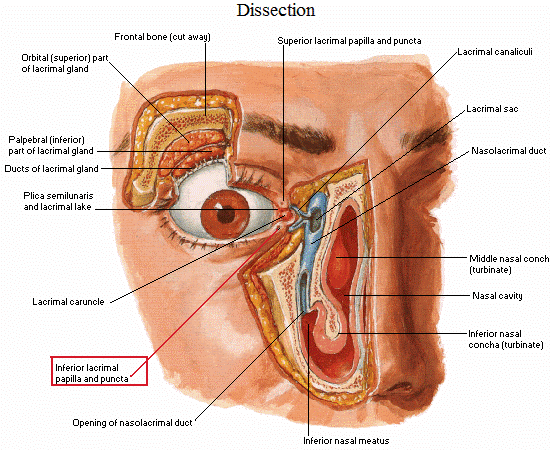 Dissection
Frontal bone (cut away)
Superior lacrimal papilla and puncta
Lacrimal canaliculi
Orbital (superior) part
of lacrimal gland
Lacrimal sac
Palpebral (inferior)
part of lacrimal gland
Nasolacrimal duct
Ducts of lacrimal gland
Plica semilunaris
and lacrimal lake
Middle nasal conch
(turbinate)
Lacrimal caruncle
Nasal cavity
Inferior nasal
concha (turbinate)
Inferior lacrimal
papilla and puncta
Opening of nasolacrimal duct
Inferior nasal meatus